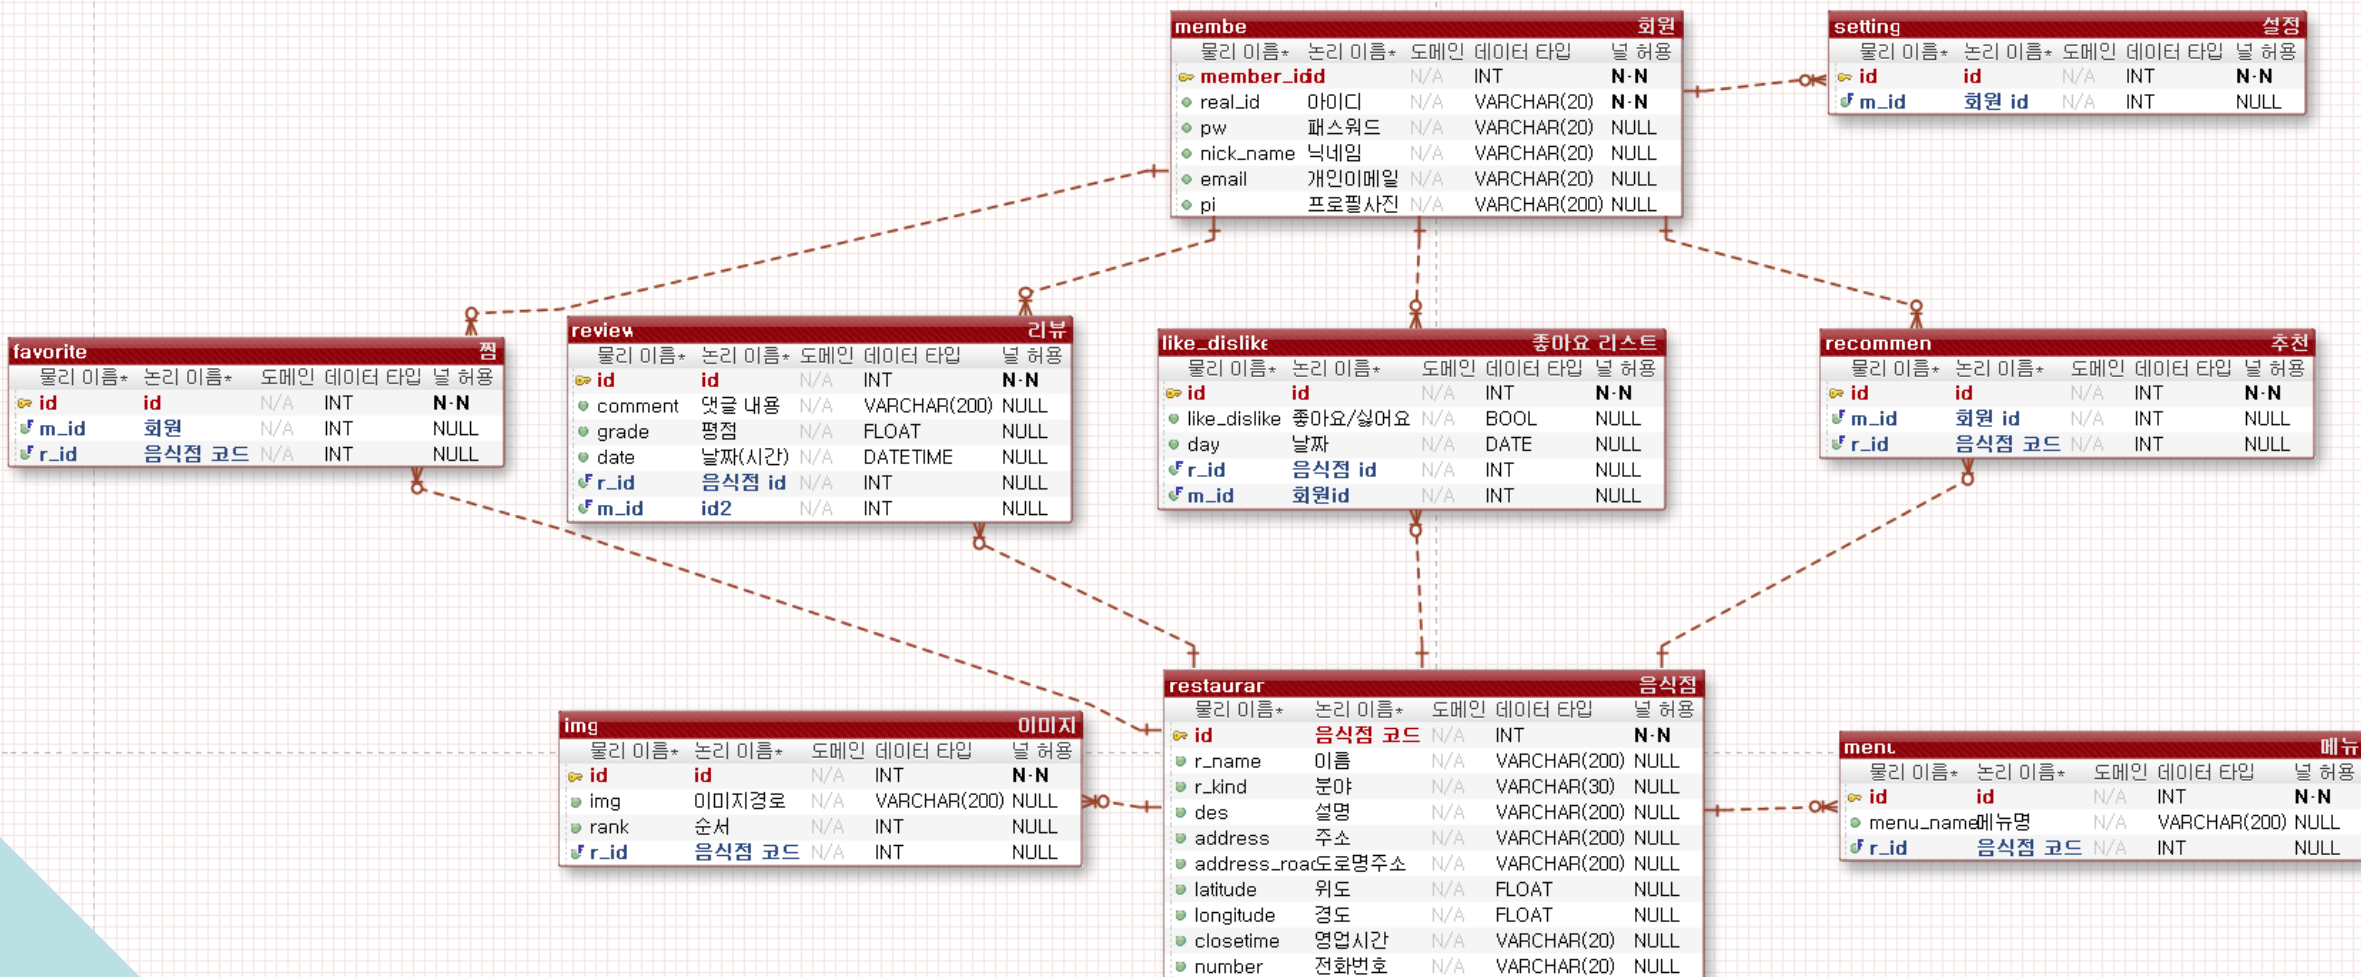 membe 회원
물리 이름* 논리 이름* 도메인 데이터 타입 널 허용
member_id id N/A INT N-N
real_id 아이디 N/A VARCHAR(20) N-N
pw 패스워드 N/A VARCHAR(20) NULL
nick_name 닉네임 N/A VARCHAR(20) NULL
email 개인이메일 N/A VARCHAR(20) NULL
pi 프로필사진 N/A VARCHAR(200) NULL
setting 설정
물리 이름* 논리 이름* 도메인 데이터 타입 널 허용
id id N/A INT N-N
m_id 회원 id N/A INT NULL
favorite 찜
물리 이름* 논리 이름* 도메인 데이터 타입 널 허용
id id N/A INT N-N
m_id 회원 N/A INT NULL
r_id 음식점 코드 N/A INT NULL
review 리뷰
물리 이름* 논리 이름* 도메인 데이터 타입 널 허용
id id N/A INT N-N
comment 댓글 내용 N/A VARCHAR(200) NULL
grade 평점 N/A FLOAT NULL
date 날짜(시간) N/A DATETIME NULL
r_id 음식점 id N/A INT NULL
m_id id2 N/A INT NULL
like_dislike 좋아요 리스트
물리 이름* 논리 이름* 도메인 데이터 타입 널 허용
id id N/A INT N-N
like_dislike 좋아요/싫어요 N/A BOOL NULL
day 날짜 N/A DATE NULL
r_id 음식점 id N/A INT NULL
m_id 회원id N/A INT NULL
recommen 추천
물리 이름* 논리 이름* 도메인 데이터 타입 널 허용
id id N/A INT N-N
m_id 회원 id N/A INT NULL
r_id 음식점 코드 N/A INT NULL
img 이미지
물리 이름* 논리 이름* 도메인 데이터 타입 널 허용
id id N/A INT N-N
img 이미지경로 N/A VARCHAR(200) NULL
rank 순서 N/A INT NULL
r_id 음식점 코드 N/A INT NULL
restaurar 음식점
물리 이름* 논리 이름* 도메인 데이터 타입 널 허용
id 음식점 코드 N/A INT N-N
r_name 이름 N/A VARCHAR(200) NULL
r_kind 분야 N/A VARCHAR(30) NULL
des 설명 N/A VARCHAR(200) NULL
address 주소 N/A VARCHAR(200) NULL
address_roac 도로명주소 N/A VARCHAR(200) NULL
latitude 위도 N/A FLOAT NULL
longitude 경도 N/A FLOAT NULL
closetime 영업시간 N/A VARCHAR(20) NULL
number 전화번호 N/A VARCHAR(20) NULL
menu 메뉴
물리 이름* 논리 이름* 도메인 데이터 타입 널 허용
id id N/A INT N-N
menu_name 메뉴명 N/A VARCHAR(200) NULL
r_id 음식점 코드 N/A INT NULL